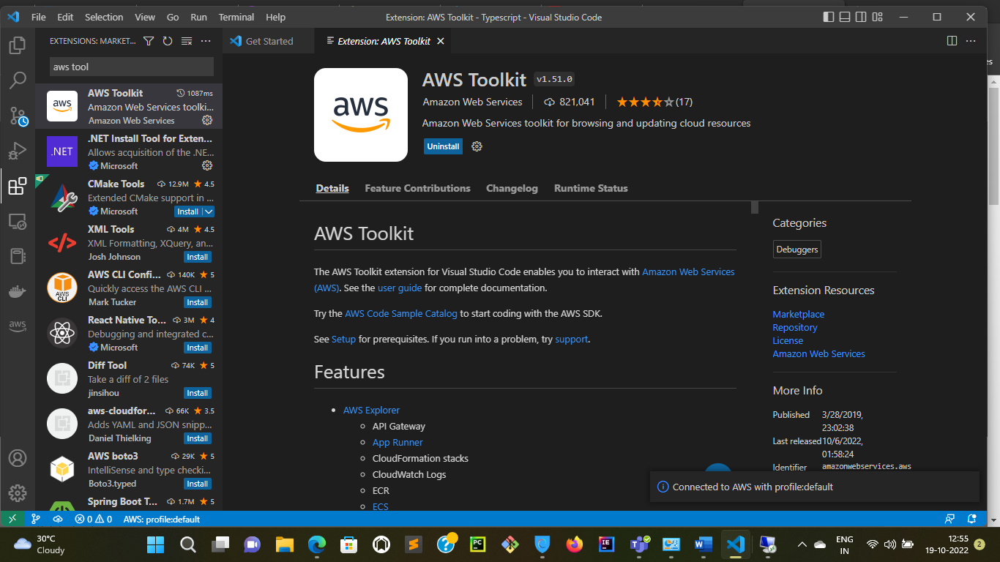 File Edit Selection View Go Run Terminal Help
Extension: AWS Toolkit - Typescript - Visual Studio Code
EXTENSIONS: MARKET...
aws tool
AWS Toolkit 1087ms
Amazon Web Services toolki...
Amazon Web Services
.NET
.NET Install Tool for Exten...
Allows acquisition of the .NE...
Microsoft
CMake Tools 12.9M 4.5
Extended CMake support in ...
Microsoft Install
XML Tools 4M 4.5
XML Formatting, XQuery, an...
Josh Johnson Install
AWS CLI
AWS CLI Confi... 140K 5
Quickly access the AWS CLI ...
Mark Tucker Install
React Native To... 3M 4
Debugging and integrated c...
Microsoft Install
Diff Tool 74K 5
Take a diff of 2 files
jinsihou Install
aws-cloudfor... 66K 3.5
Adds YAML and JSON snipp...
Daniel Thielking Install
AWS boto3 29K 5
IntelliSense and type checki...
Boto3.typed Install
Spring Boot T... 1.7M 5
aws
Get Started
Extension: AWS Toolkit
aws
AWS Toolkit v1.51.0
Amazon Web Services 821,041 (17)
Amazon Web Services toolkit for browsing and updating cloud resources
Uninstall
Details Feature Contributions Changelog Runtime Status
AWS Toolkit
The AWS Toolkit extension for Visual Studio Code enables you to interact with Amazon Web Services
(AWS). See the user guide for complete documentation.
Try the AWS Code Sample Catalog to start coding with the AWS SDK.
See Setup for prerequisites. If you run into a problem, try support.
Features
AWS Explorer
API Gateway
App Runner
CloudFormation stacks
CloudWatch Logs
ECR
ECS
Categories
Debuggers
Extension Resources
Marketplace
Repository
License
Amazon Web Services
More Info
Published 3/28/2019,
23:02:38
Last released 10/6/2022,
01:58:24
Identifier amazonwebservices.aws
Connected to AWS with profile:default
0 0 AWS: profile:default
30°C
Cloudy
ENG
IN
12:55
19-10-2022
2